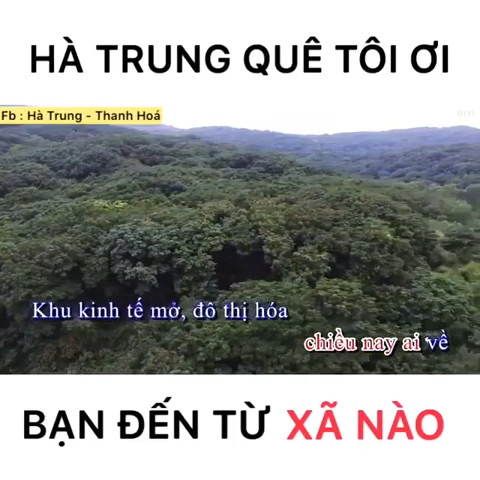 HÀ TRUNG QUÊ TÔI ƠI
Fb : Hà Trung - Thanh Hoá
Khu kinh tế mở, đô thị hóa
chiều nay ai về
BẠN ĐẾN TỪ XÃ NÀO